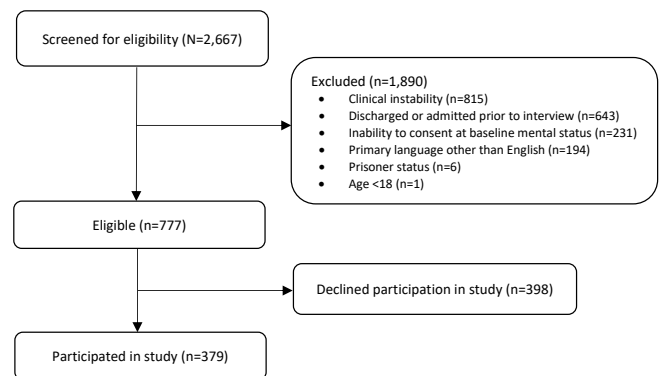 Screened for eligibility (N=2,667)
Excluded (n=1,890)
• Clinical instability (n=815)
• Discharged or admitted prior to interview (n=643)
• Inability to consent at baseline mental status (n=231)
• Primary language other than English (n=194)
• Prisoner status (n=6)
• Age <18 (n=1)
Eligible (n=777)
Declined participation in study (n=398)
Participated in study (n=379)